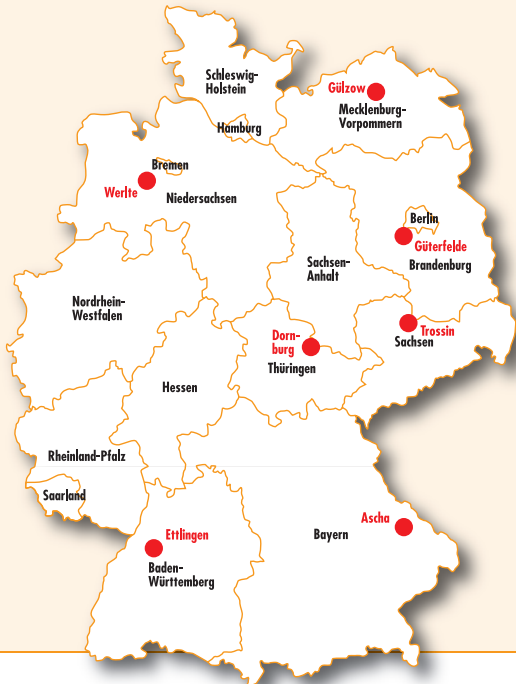 Schleswig-
Holstein
Gülzow
Mecklenburg-
Vorpommern
Hamburg
Bremen
Werlte
Niedersachsen
Berlin
Güterfelde
Brandenburg
Sachsen-
Anhalt
Nordrhein-
Westfalen
Trossin
Sachsen
Dorn-
burg
Thüringen
Hessen
Rheinland-Pfalz
Saarland
Ascha
Ettlingen
Bayern
Baden-
Württemberg